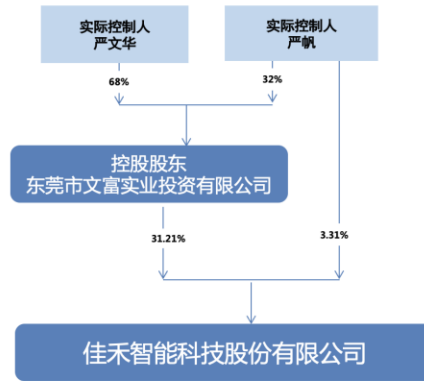 实际控制人
严文华
实际控制人
严帆
68%
32%
控股股东
东莞市文富实业投资有限公司
31.21%
3.31%
佳禾智能科技股份有限公司